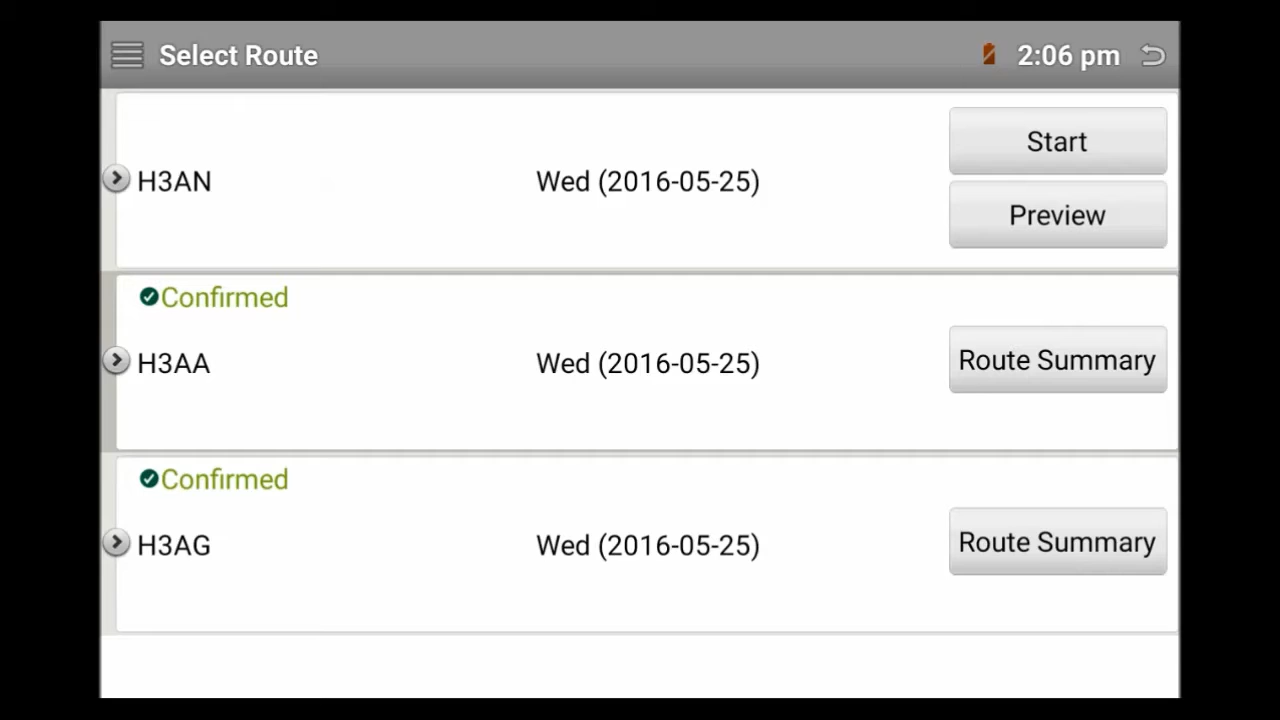 Select Route
2:06 pm
H3AN
Wed (2016-05-25)
Start
Preview
Confirmed
H3AA
Wed (2016-05-25)
Route Summary
Confirmed
H3AG
Wed (2016-05-25)
Route Summary